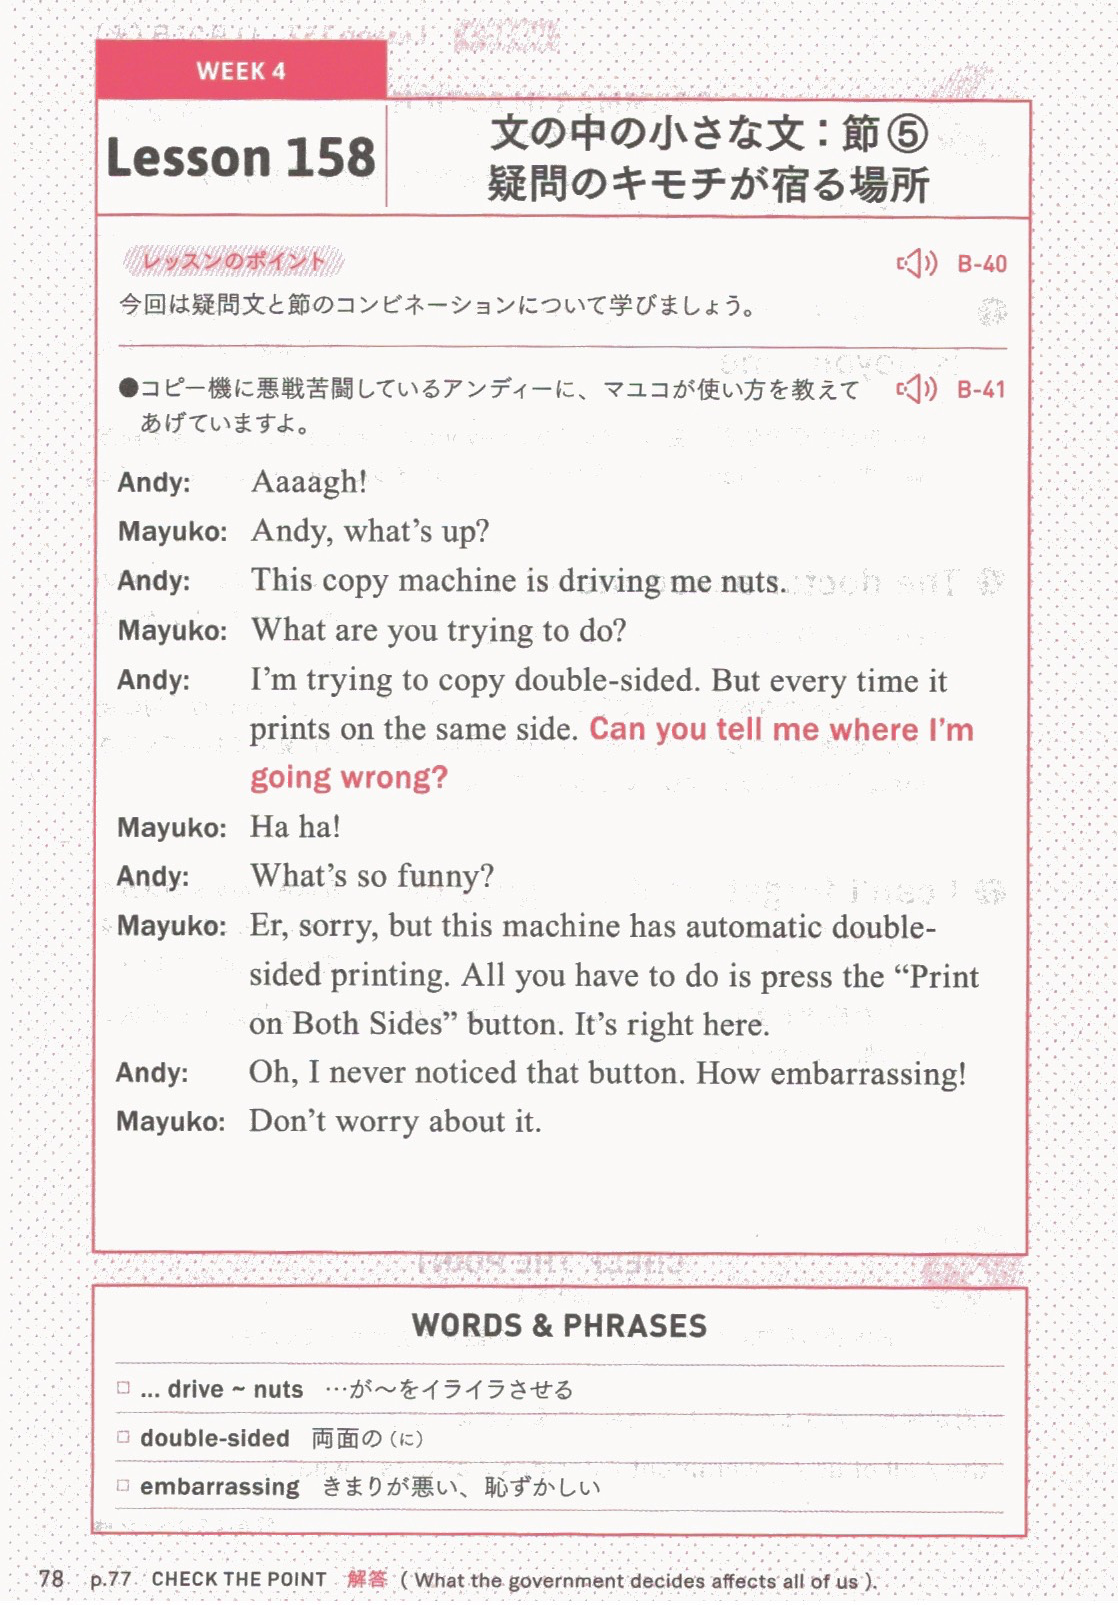 WEEK 4
Lesson 158
文の中の小さな文：節⑤
疑問のキモチが宿る場所
レッスンのポイント
B-40
今回は疑問文と節のコンビネーションについて学びましょう。
●コピー機に悪戦苦闘しているアンディーに、マユコが使い方を教えて
B-41
あげていますよ。
Andy: Aaaagh!
Mayuko: Andy, what's up?
Andy: This copy machine is driving me nuts.
Mayuko: What are you trying to do?
Andy: I'm trying to copy double-sided. But every time it
prints on the same side. Can you tell me where I'm
going wrong?
Mayuko: Ha ha!
Andy: What's so funny?
Mayuko: Er, sorry, but this machine has automatic double-
sided printing. All you have to do is press the “Print
on Both Sides” button. It's right here.
Andy: Oh, I never noticed that button. How embarrassing!
Mayuko: Don't worry about it.
WORDS & PHRASES
□ ... drive ~ nuts …が〜をイライラさせる
□ double-sided 両面の（に）
□ embarrassing きまりが悪い、恥ずかしい
78 p.77 CHECK THE POINT 解答 ( What the government decides affects all of us ).